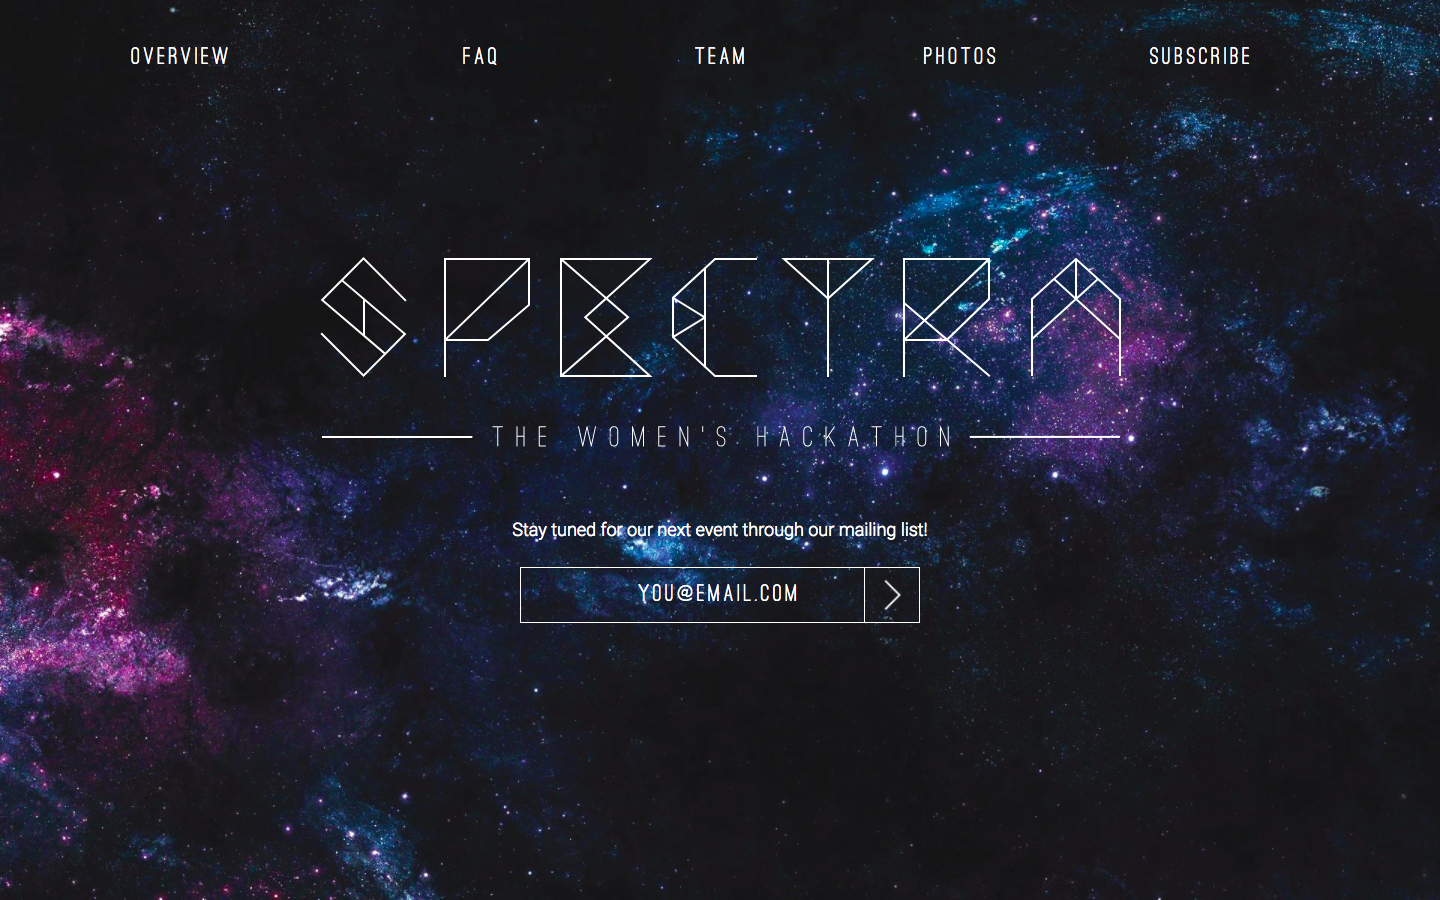 OVERVIEW FAQ TEAM PHOTOS SUBSCRIBE
SPECTRA
THE WOMEN'S HACKATHON
Stay tuned for our next event through our mailing list!
YOU@EMAIL.COM